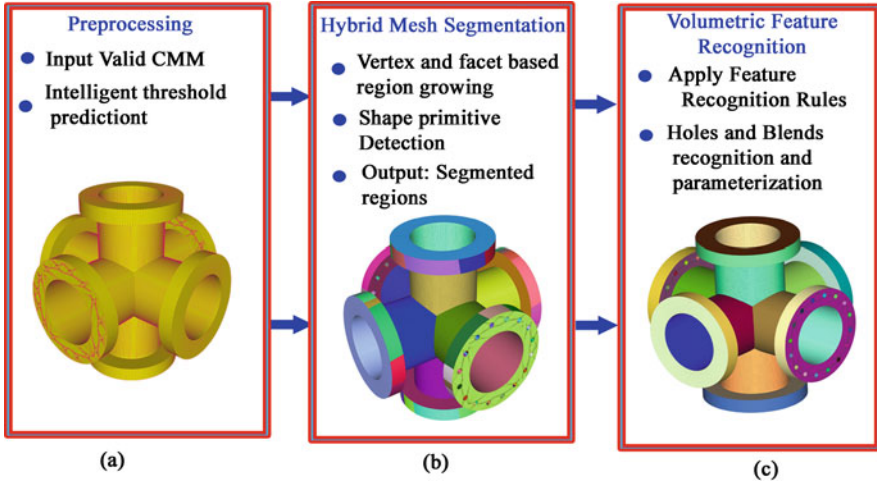 Preprocessing
Input Valid CMM
Intelligent threshold
predictiont
(a)
Hybrid Mesh Segmentation
Vertex and facet based
region growing
Shape primitive
Detection
Output: Segmented
regions
(b)
Volumetric Feature
Recognition
Apply Feature
Recognition Rules
Holes and Blends
recognition and
parameterization
(c)